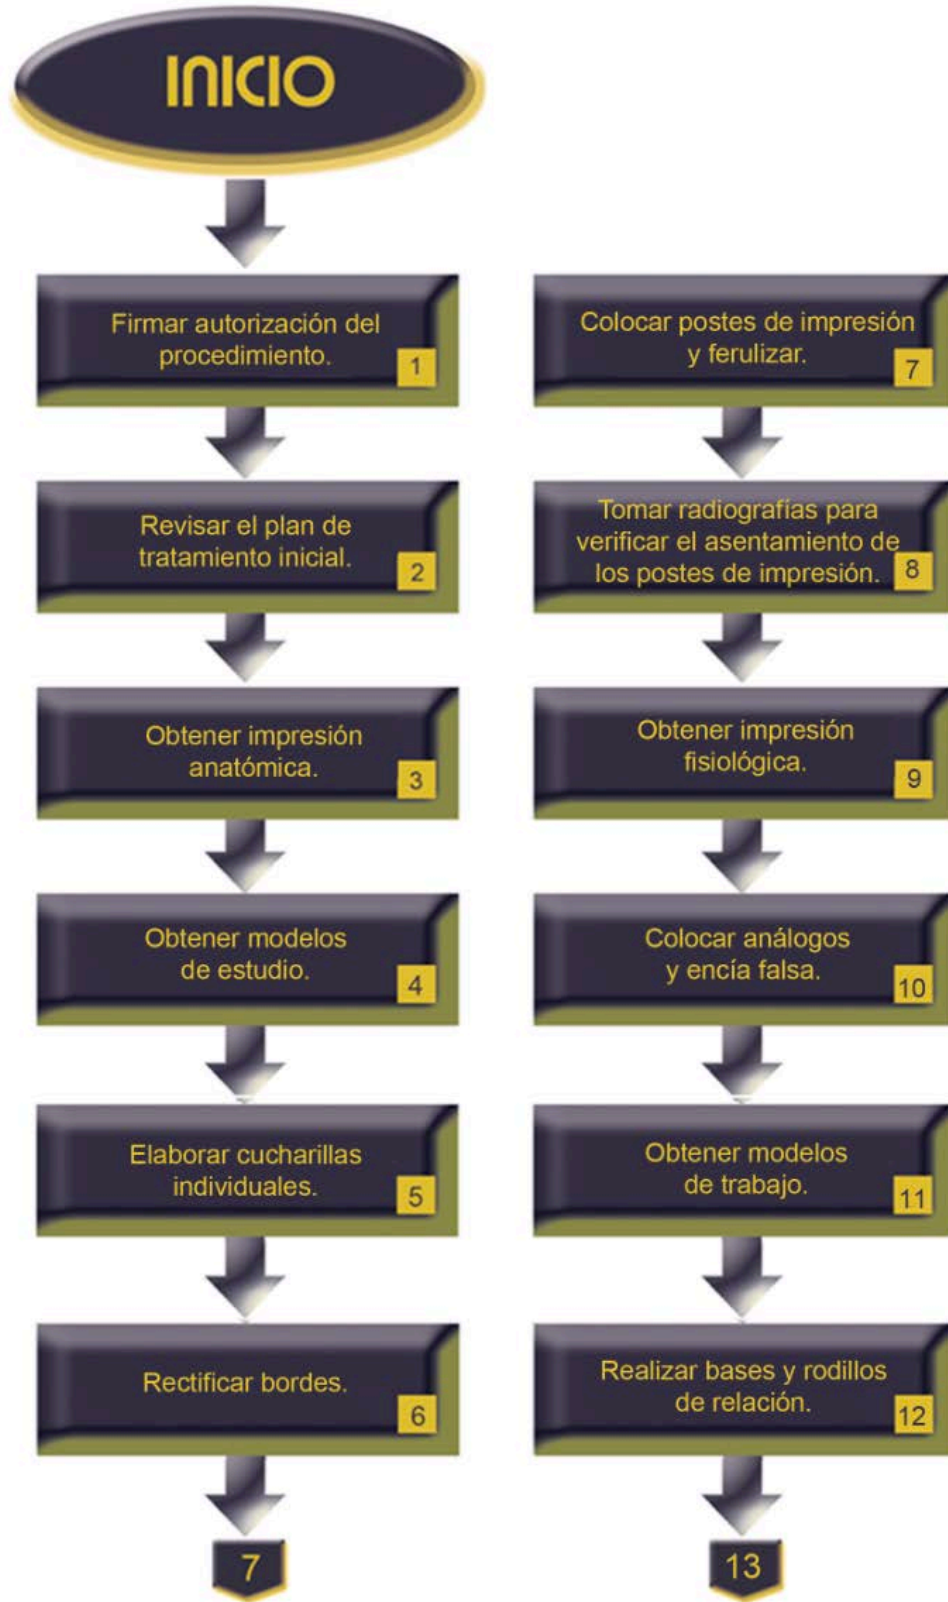 INICIO
Firmar autorización del
procedimiento.
1
Revisar el plan de
tratamiento inicial.
2
Obtener impresión
anatómica.
3
Obtener modelos
de estudio.
4
Elaborar cucharillas
individuales.
5
Rectificar bordes.
6
7
Colocar postes de impresión
y ferulizar.
7
Tomar radiografías para
verificar el asentamiento de
los postes de impresión.
8
Obtener impresión
fisiológica.
9
Colocar análogos
y encía falsa.
10
Obtener modelos
de trabajo.
11
Realizar bases y rodillos
de relación.
12
13